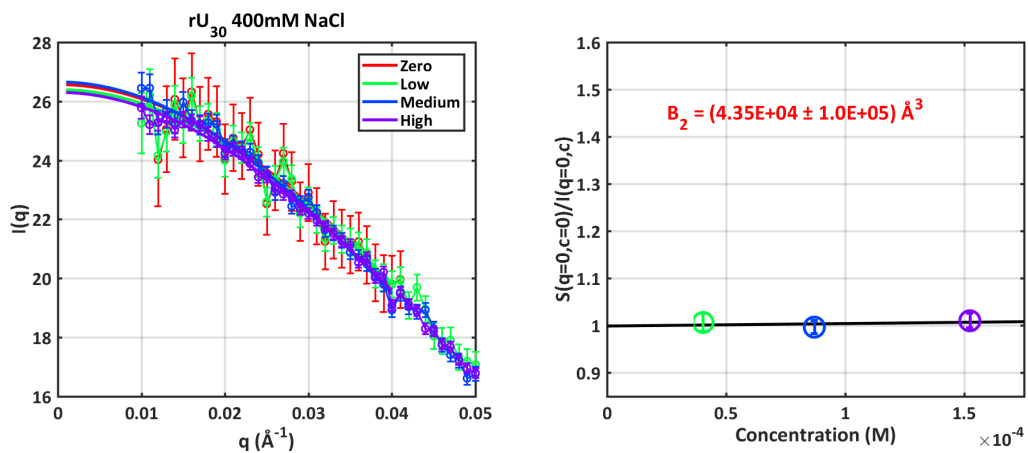 rU30 400mM NaCl
28
26
24
22
20
18
16
I(q)
0
0.01
0.02
0.03
0.04
0.05
q (Å-1)
Zero
Low
Medium
High
1.6
1.5
1.4
1.3
1.2
1.1
1
0.9
S(q=0,c=0)/I(q=0,c)
B2 = (4.35E+04 ± 1.0E+05) Å3
0
0.5
1
1.5
Concentration (M)
×10-4